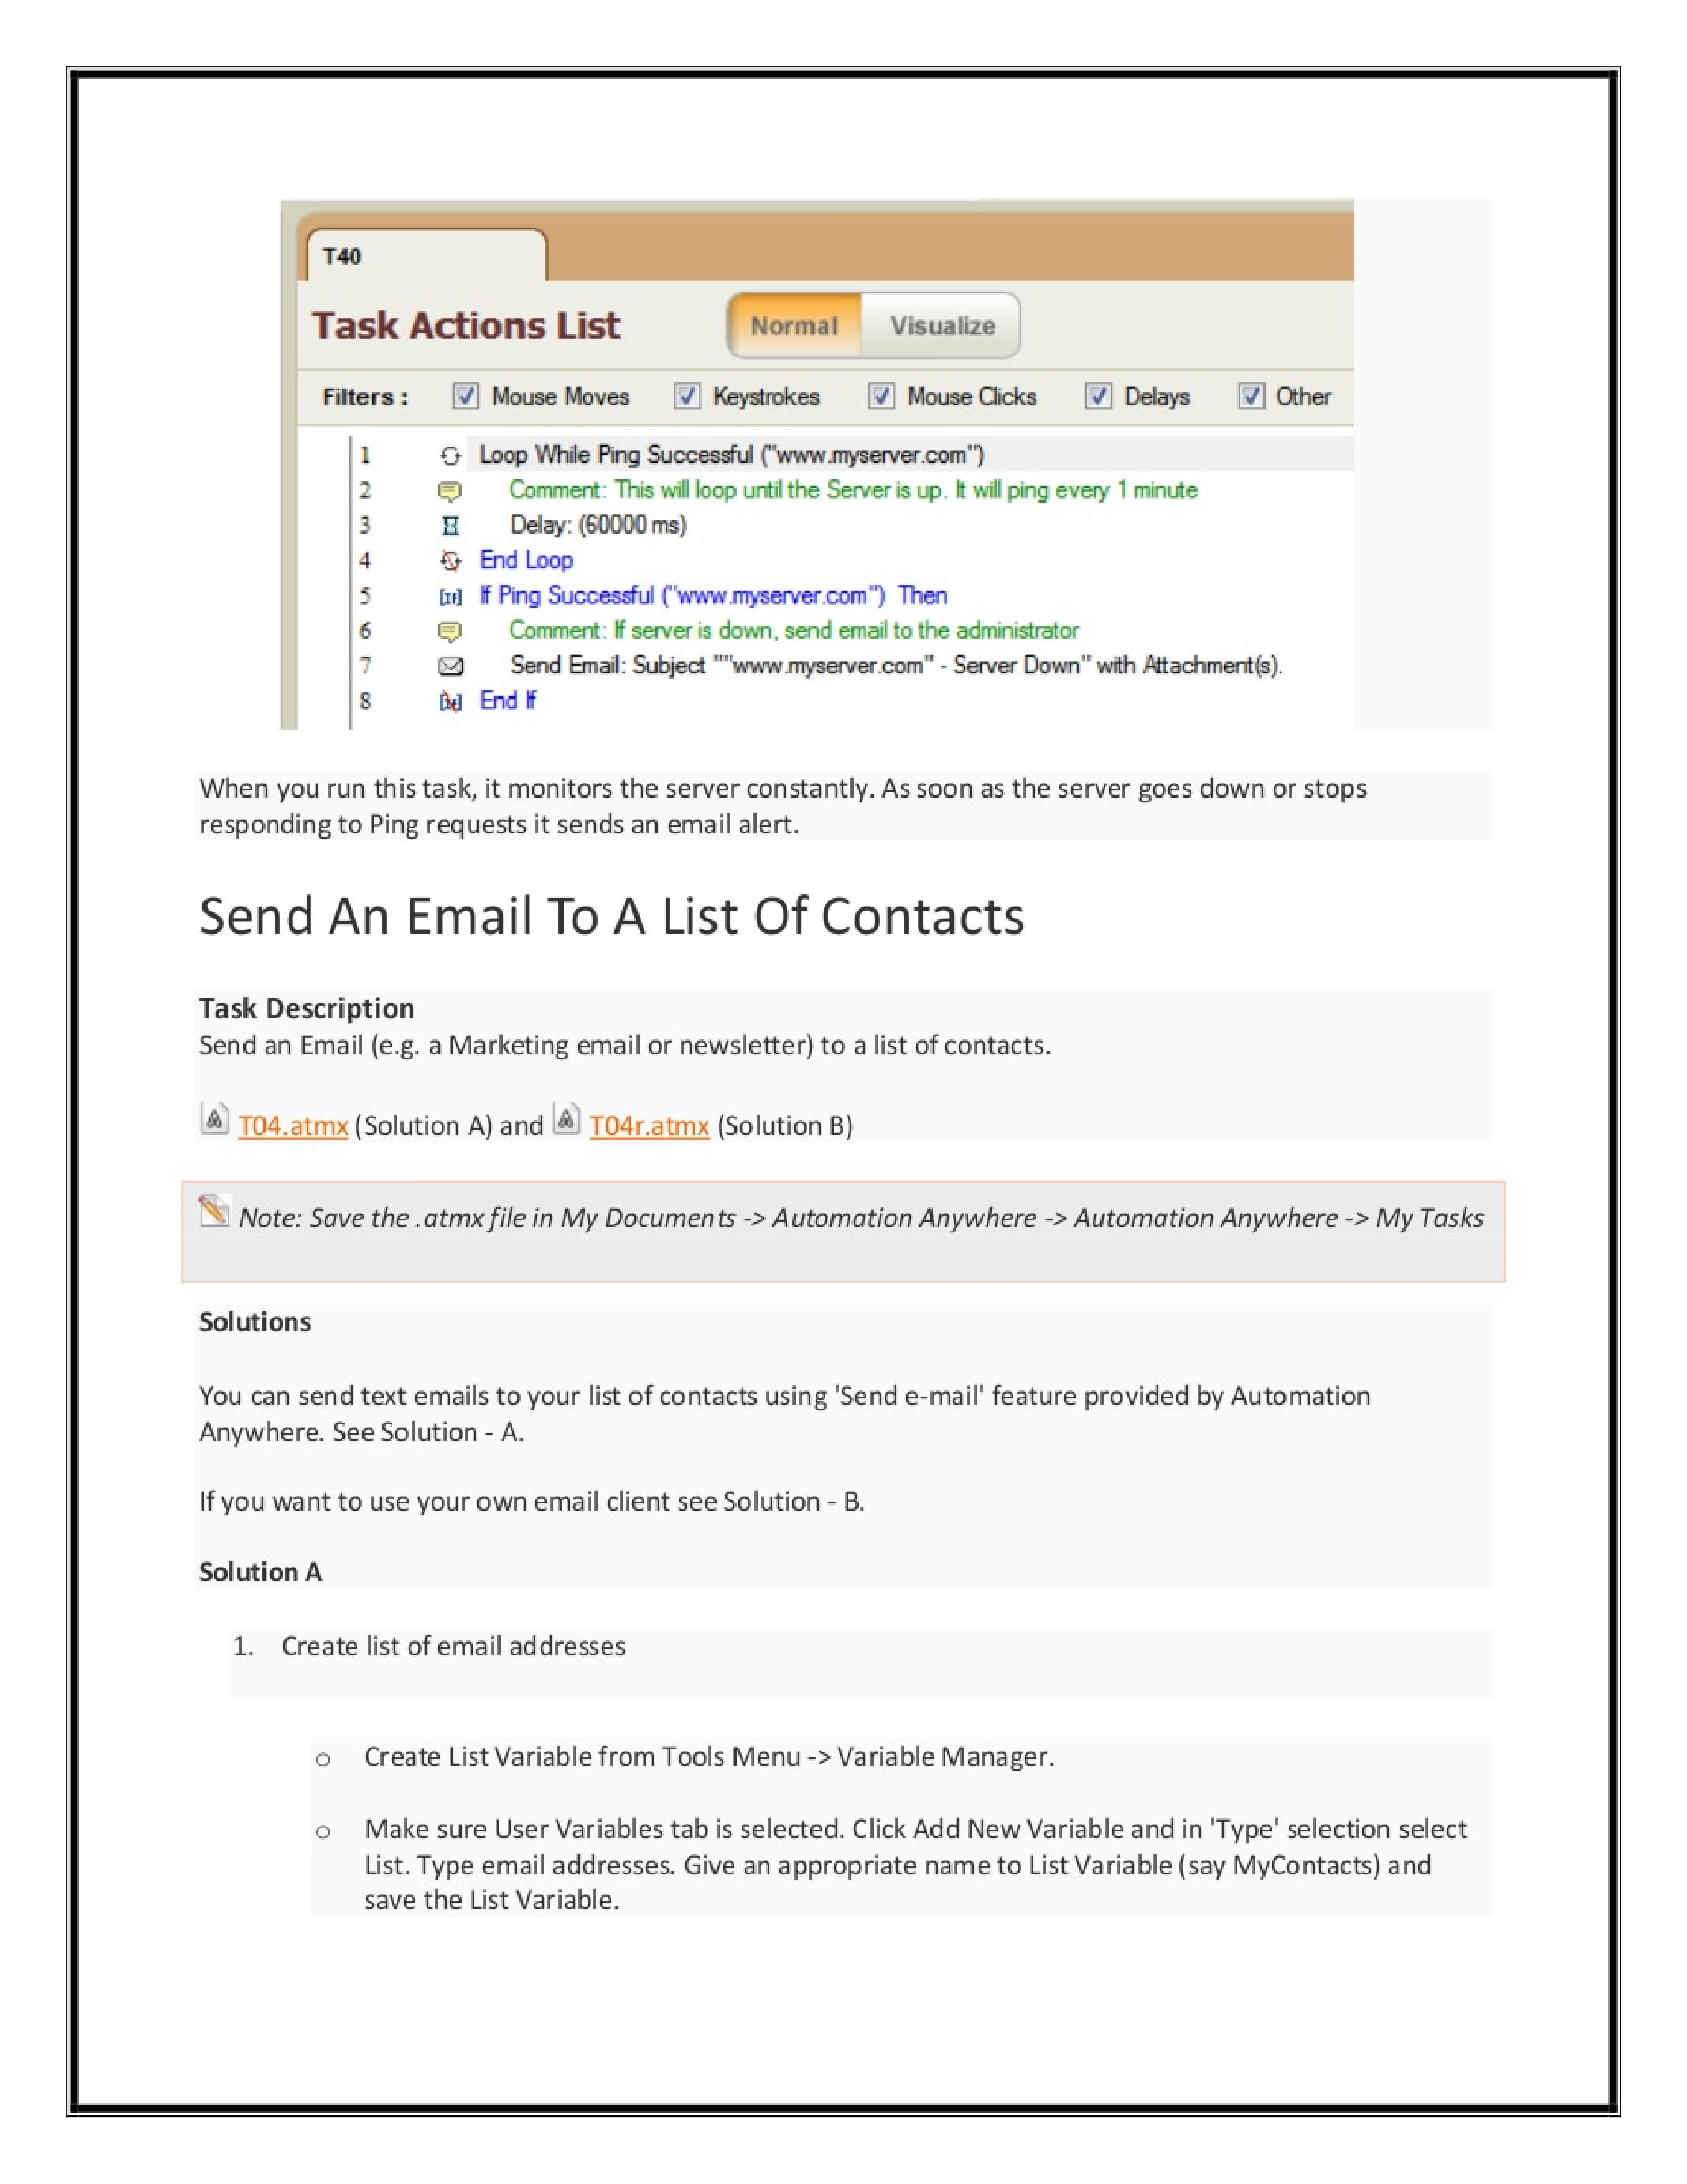 T40
Task Actions List
Normal Visualize
Filters : Mouse Moves Keystrokes Mouse Clicks Delays Other
1 Loop While Ping Successful ("www.myserver.com")
2 Comment: This will loop until the Server is up. It will ping every 1 minute
3 Delay: (60000 ms)
4 End Loop
5 If Ping Successful ("www.myserver.com") Then
6 Comment: If server is down, send email to the administrator
7 Send Email: Subject ""www.myserver.com" - Server Down" with Attachment(s).
8 End If
When you run this task, it monitors the server constantly. As soon as the server goes down or stops
responding to Ping requests it sends an email alert.
Send An Email To A List Of Contacts
Task Description
Send an Email (e.g. a Marketing email or newsletter) to a list of contacts.
T04.atmx (Solution A) and T04r.atmx (Solution B)
Note: Save the .atmx file in My Documents -> Automation Anywhere -> Automation Anywhere -> My Tasks
Solutions
You can send text emails to your list of contacts using 'Send e-mail' feature provided by Automation
Anywhere. See Solution - A.
If you want to use your own email client see Solution - B.
Solution A
1. Create list of email addresses
o Create List Variable from Tools Menu -> Variable Manager.
o Make sure User Variables tab is selected. Click Add New Variable and in 'Type' selection select
List. Type email addresses. Give an appropriate name to List Variable (say MyContacts) and
save the List Variable.